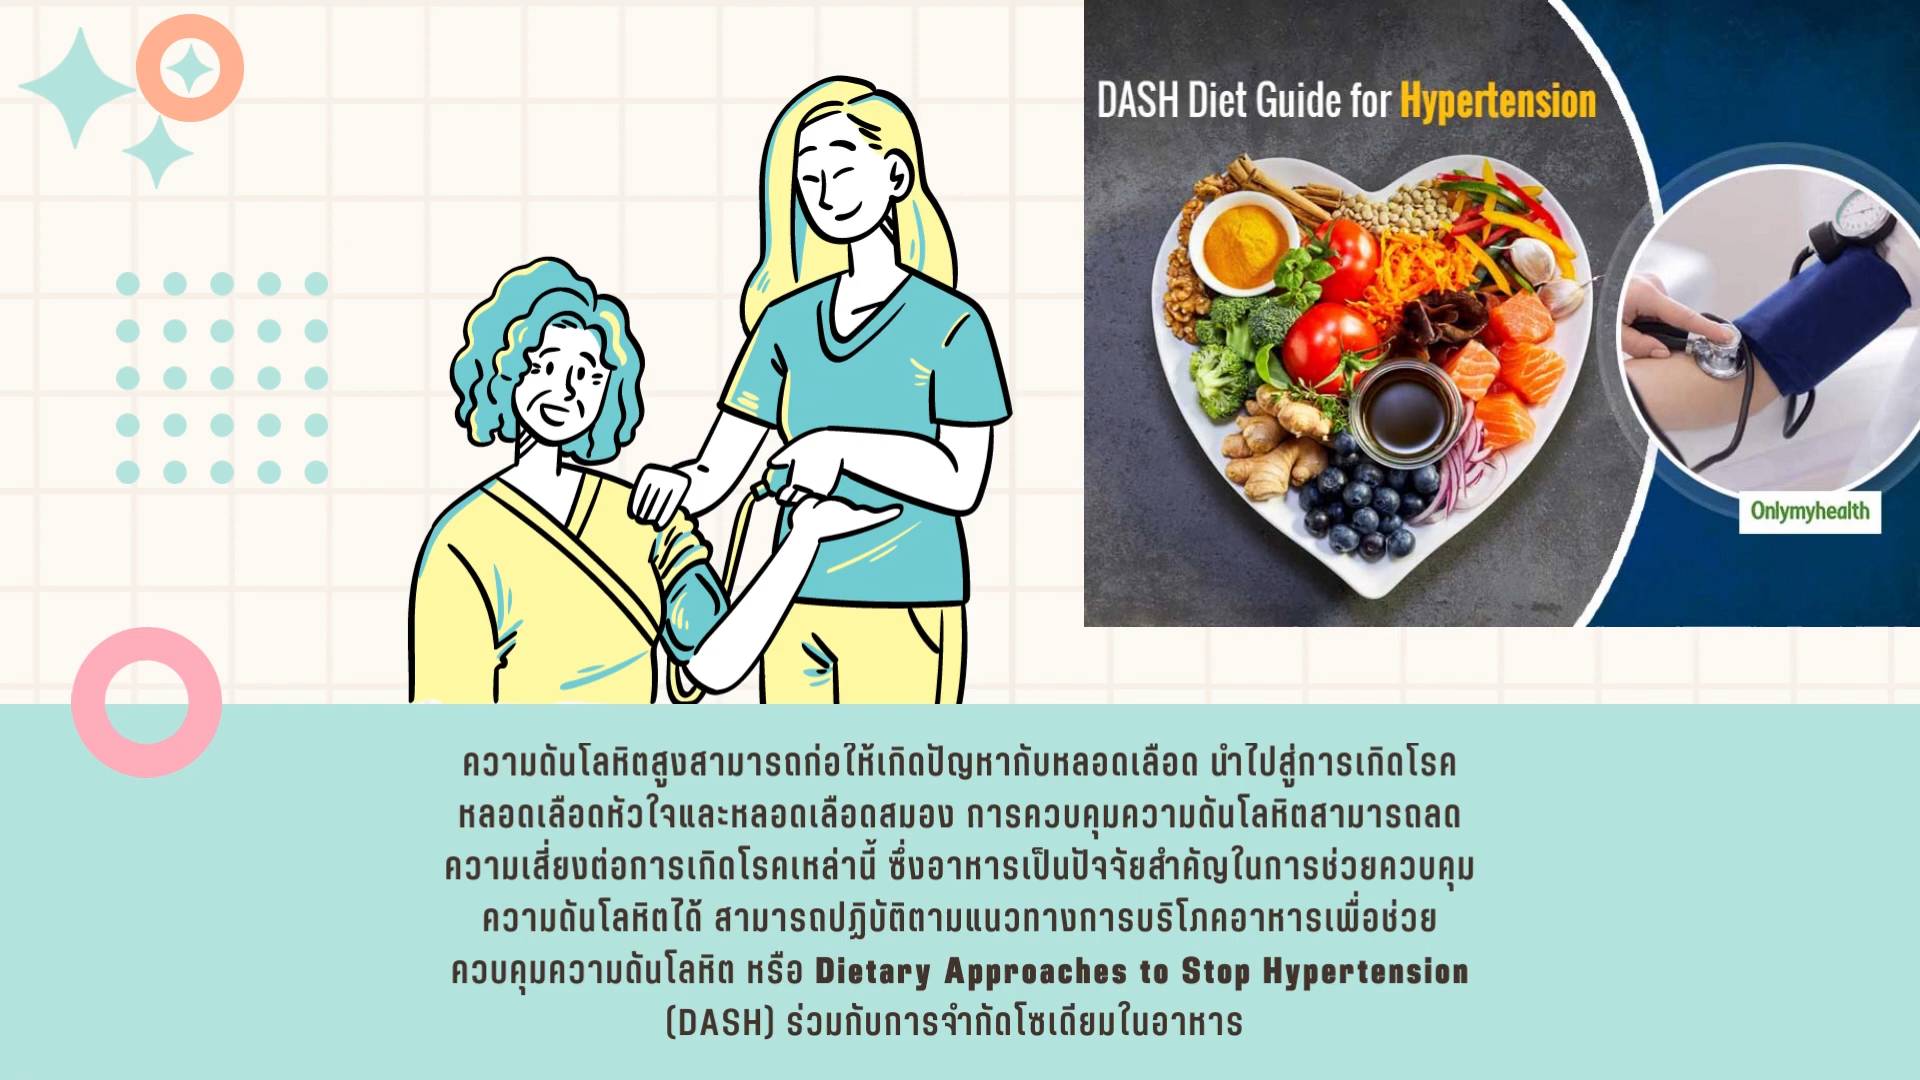 DASH Diet Guide for Hypertension
Onlymyhealth
ความดันโลหิตสูงสามารถก่อให้เกิดปัญหากับหลอดเลือด นำไปสู่การเกิดโรค
หลอดเลือดหัวใจและหลอดเลือดสมอง การควบคุมความดันโลหิตสามารถลด
ความเสี่ยงต่อการเกิดโรคเหล่านี้ ซึ่งอาหารเป็นปัจจัยสำคัญในการช่วยควบคุม
ความดันโลหิตได้ สามารถปฏิบัติตามแนวทางการบริโภคอาหารเพื่อช่วย
ควบคุมความดันโลหิต หรือ Dietary Approaches to Stop Hypertension
(DASH) ร่วมกับการจำกัดโซเดียมในอาหาร